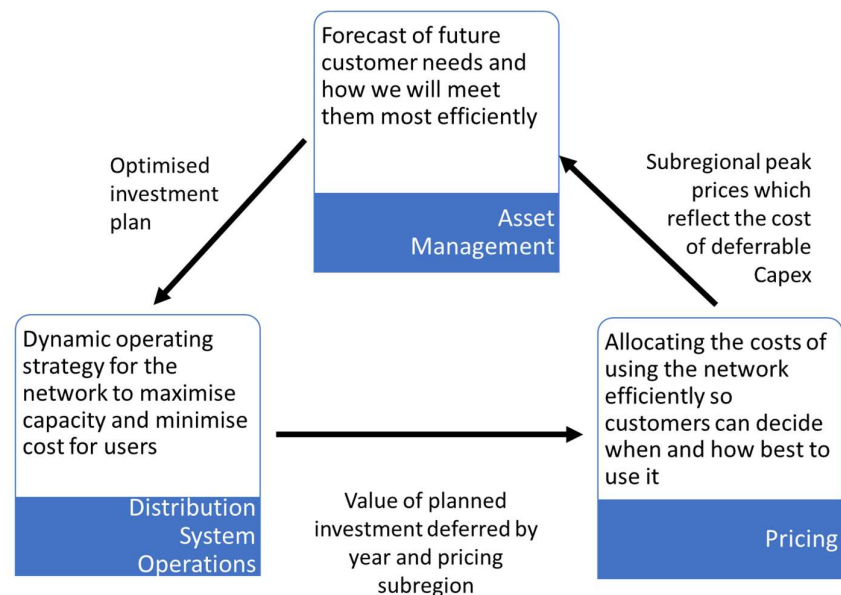 Forecast of future
customer needs and
how we will meet
them most efficiently
Asset
Management
Optimised
investment
plan
Subregional peak
prices which
reflect the cost
of deferrable
Capex
Dynamic operating
strategy for the
network to maximise
capacity and minimise
cost for users
Distribution
System
Operations
Value of planned
investment deferred by
year and pricing
subregion
Allocating the costs of
using the network
efficiently so
customers can decide
when and how best to
use it
Pricing